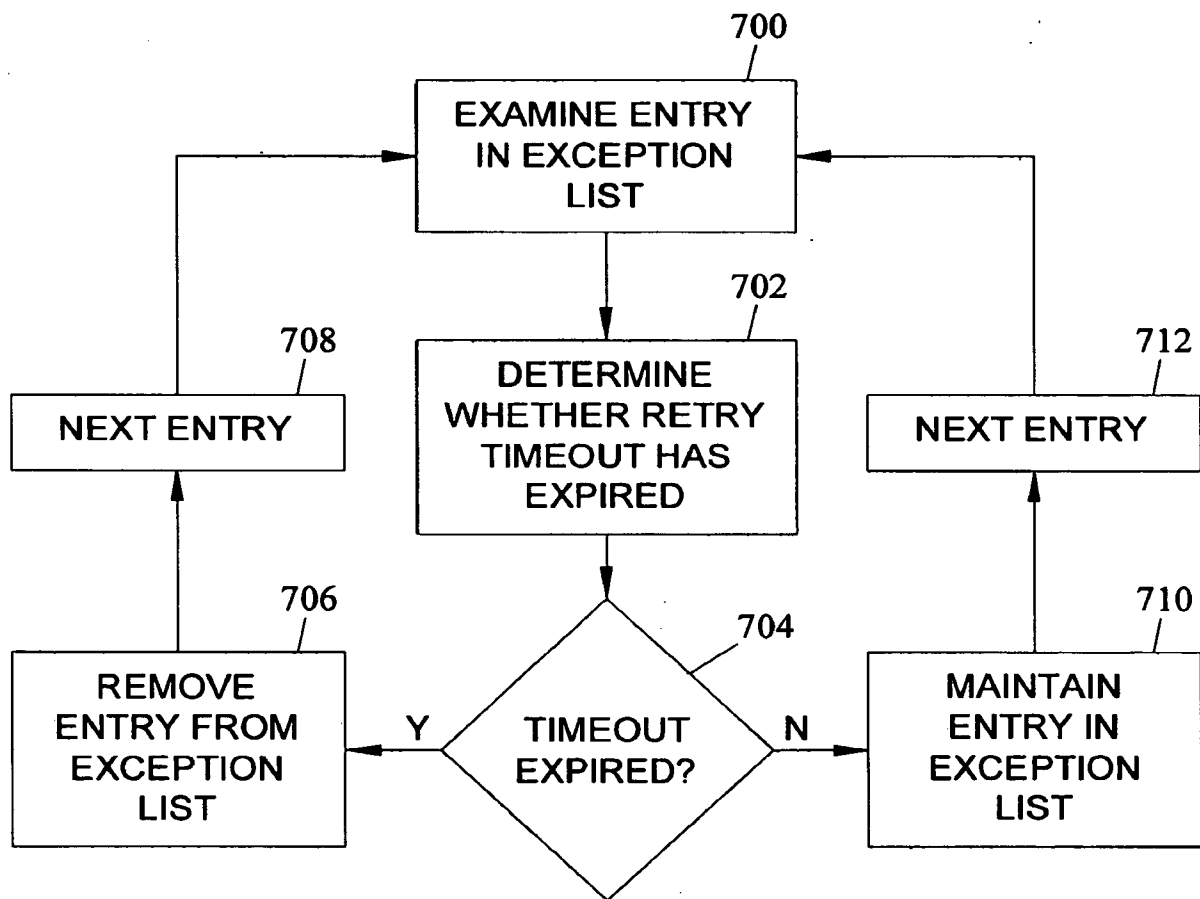 700
EXAMINE ENTRY
IN EXCEPTION
LIST
702
DETERMINE
WHETHER RETRY
TIMEOUT HAS
EXPIRED
708
NEXT ENTRY
712
NEXT ENTRY
704
TIMEOUT
EXPIRED?
Y
N
706
REMOVE
ENTRY FROM
EXCEPTION
LIST
710
MAINTAIN
ENTRY IN
EXCEPTION
LIST